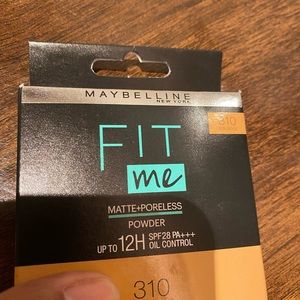 MAYBELLINE
NEW YORK
310
FIT
me
MATTE+PORELESS
POWDER
UP TO 12H SPF28 PA+++
OIL CONTROL
310